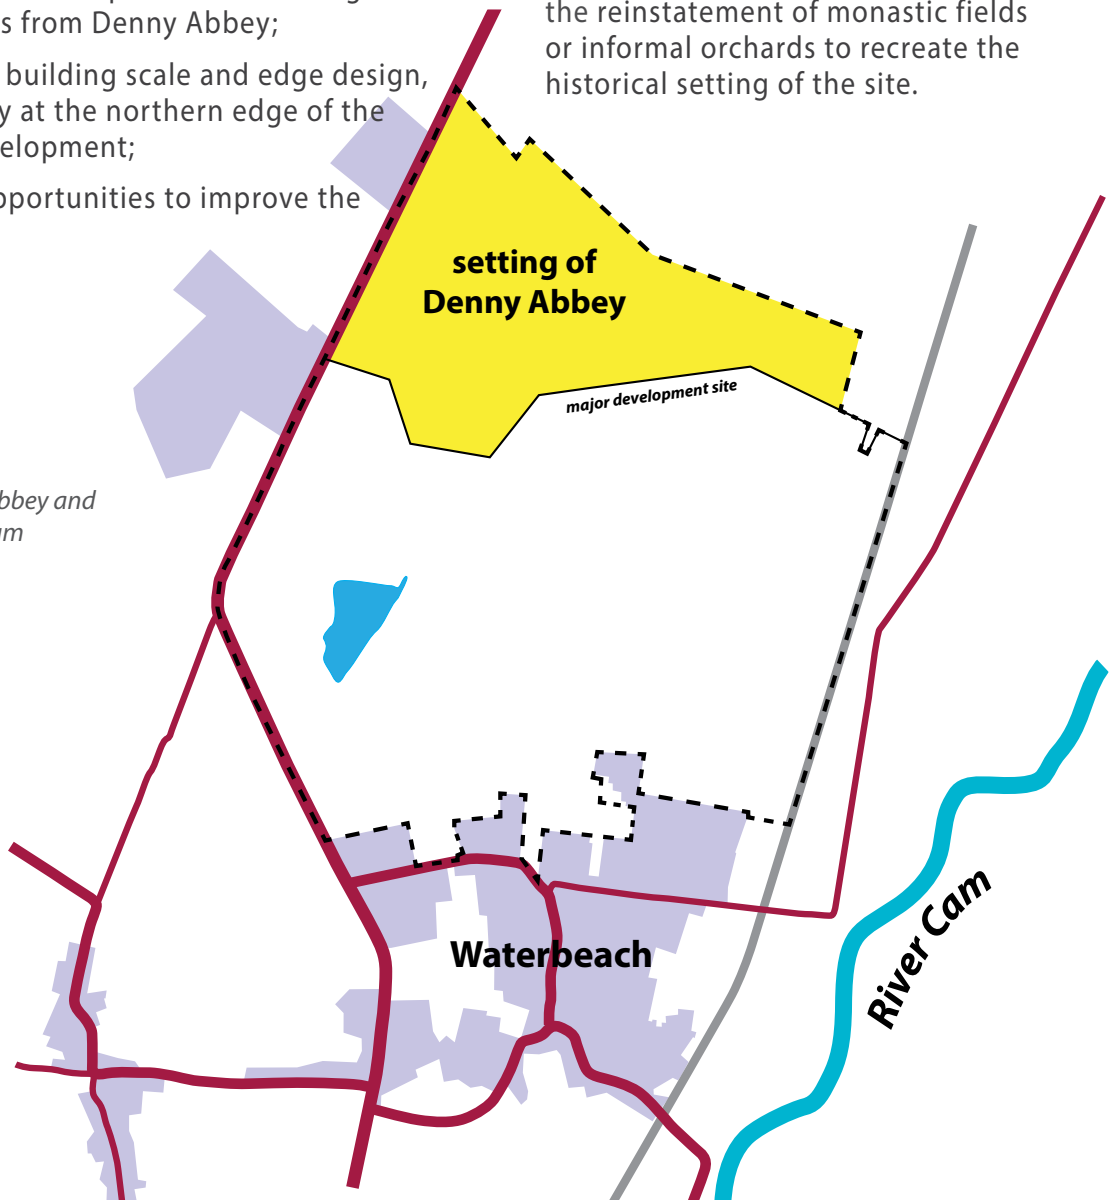 s from Denny Abbey;
building scale and edge design,
y at the northern edge of the
velopment;
pportunities to improve the
the reinstatement of monastic fields
or informal orchards to recreate the
historical setting of the site.
setting of
Denny Abbey
major development site
bbey and
am
Waterbeach
River Cam